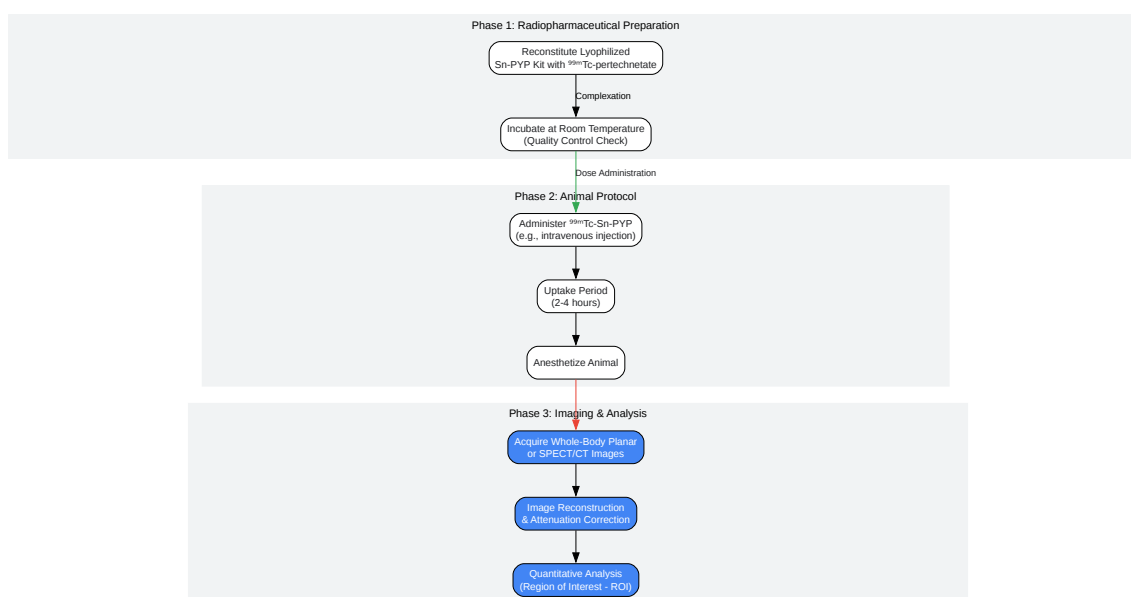 Phase 1: Radiopharmaceutical Preparation
Reconstitute Lyophilized
Sn-PYP Kit with ⁹⁹ᵐTc-pertechnetate
Complexation
Incubate at Room Temperature
(Quality Control Check)
Dose Administration
Phase 2: Animal Protocol
Administer ⁹⁹ᵐTc-Sn-PYP
(e.g., intravenous injection)
Uptake Period
(2-4 hours)
Anesthetize Animal
Phase 3: Imaging & Analysis
Acquire Whole-Body Planar
or SPECT/CT Images
Image Reconstruction
& Attenuation Correction
Quantitative Analysis
(Region of Interest - ROI)